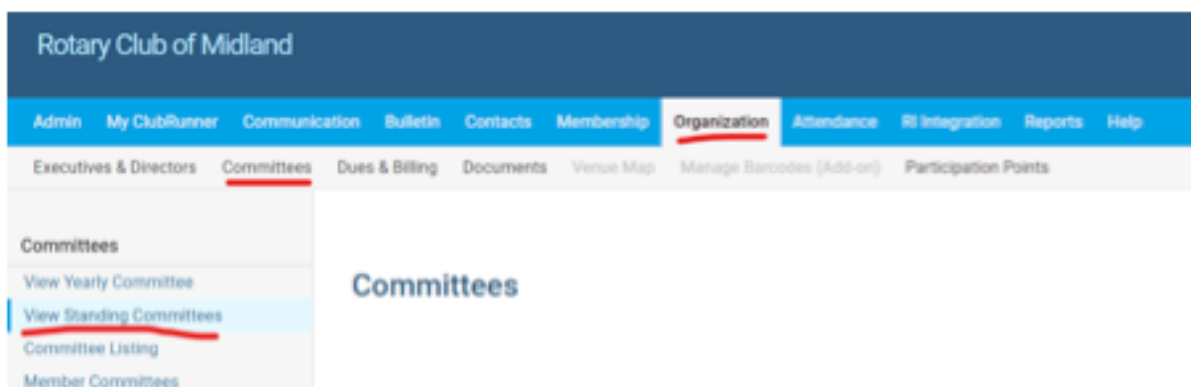 Rotary Club of Midland
Admin My ClubRunner Communication Bulletin Contacts Membership Organization Attendance RI Integration Reports Help
Executives & Directors Committees Dues & Billing Documents Venue Map Manage Barcodes (Add-on) Participation Points
Committees
View Yearly Committee
Committees
View Standing Committees
Committee Listing
Member Committees